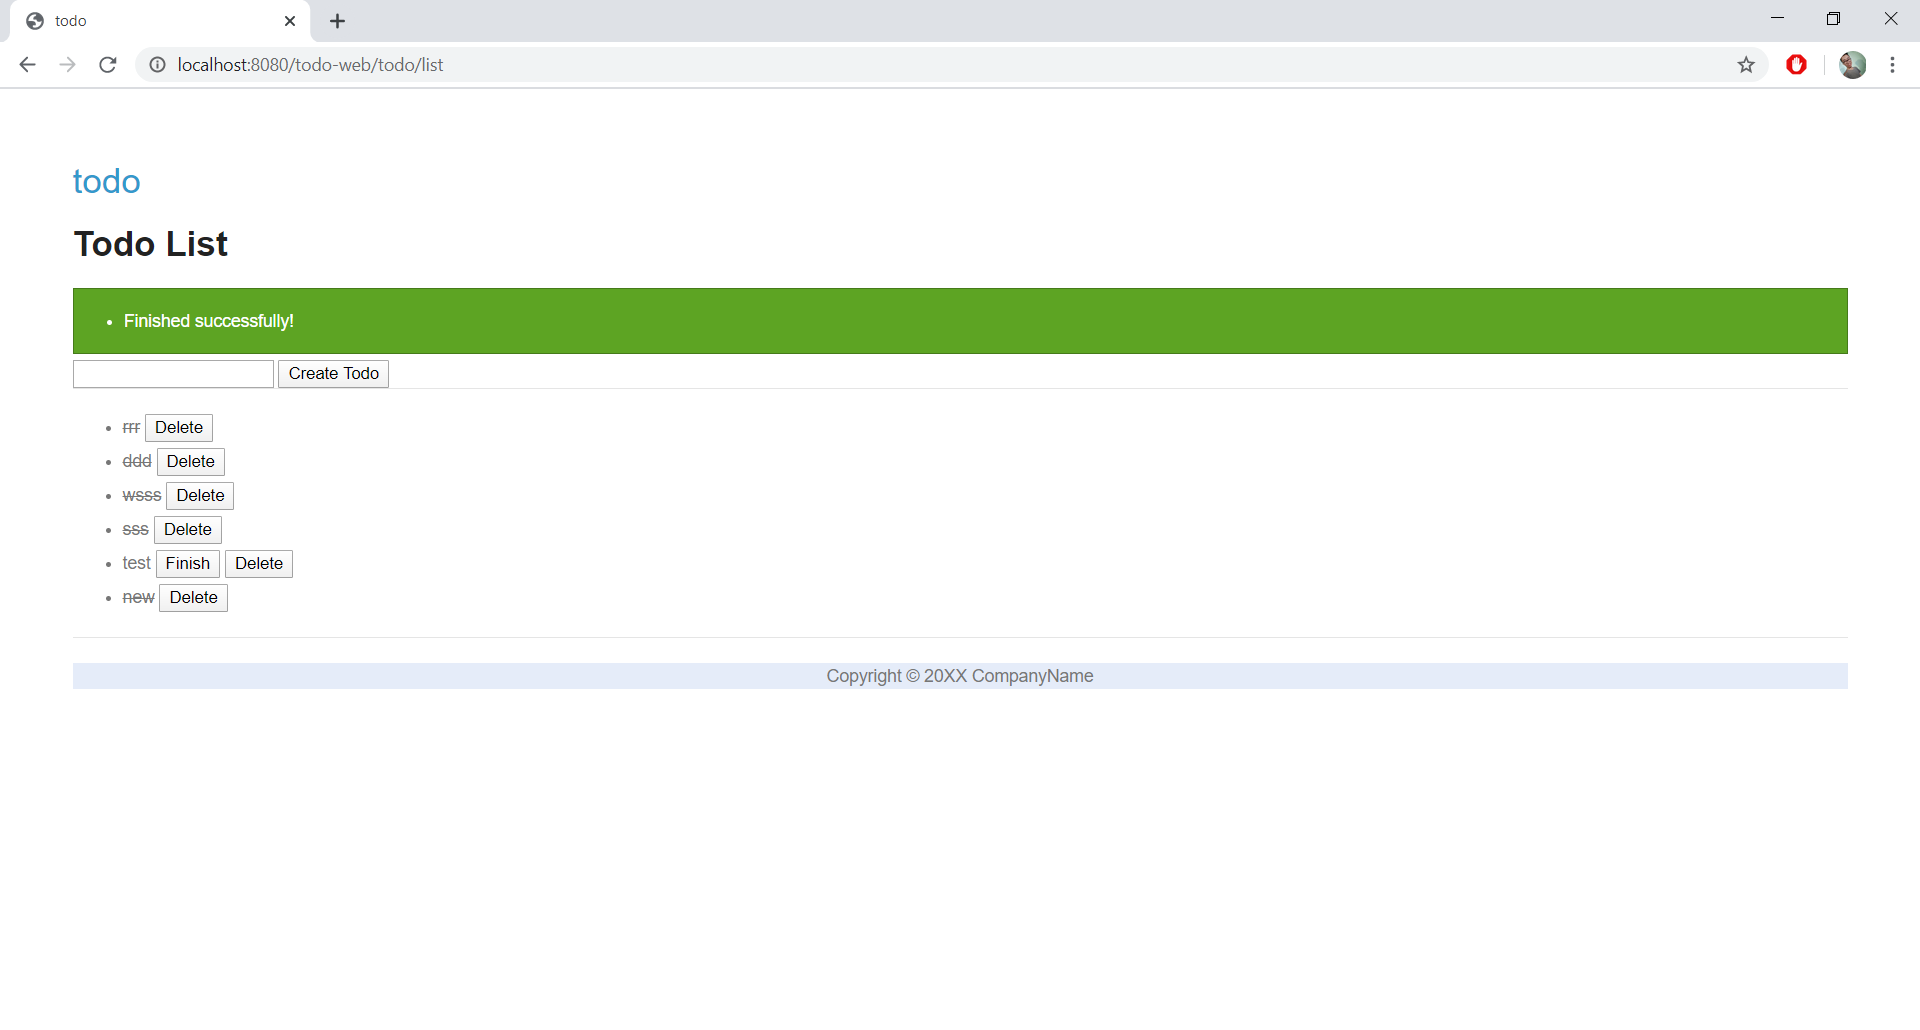 todo
localhost:8080/todo-web/todo/list
todo
Todo List
Finished successfully!
Create Todo
rrr Delete
ddd Delete
wsss Delete
sss Delete
test Finish Delete
new Delete
Copyright © 20XX CompanyName